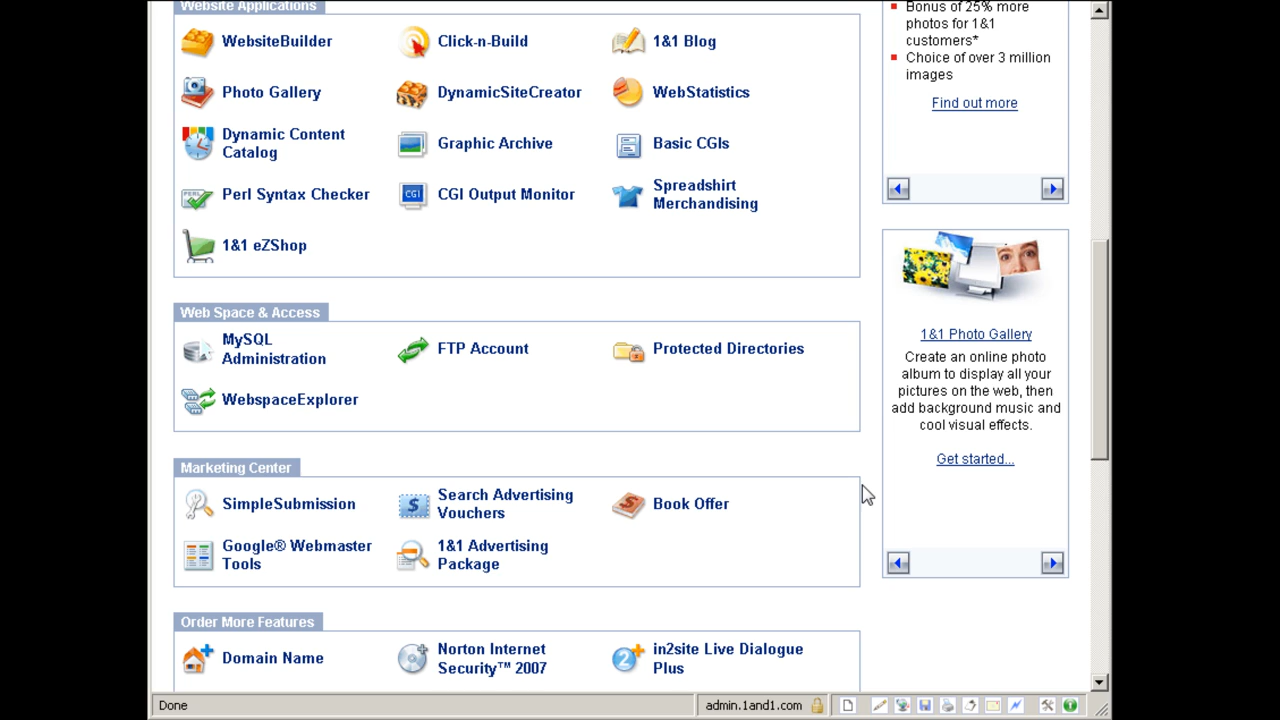 Website Applications
WebsiteBuilder
Click-n-Build
1&1 Blog
Photo Gallery
DynamicSiteCreator
WebStatistics
Dynamic Content
Catalog
Graphic Archive
Basic CGIs
Perl Syntax Checker
CGI
CGI Output Monitor
Spreadshirt
Merchandising
1&1 eZShop
Web Space & Access
MySQL
Administration
FTP Account
Protected Directories
WebspaceExplorer
Marketing Center
SimpleSubmission
Search Advertising
Vouchers
Book Offer
Google® Webmaster
Tools
1&1 Advertising
Package
Order More Features
Domain Name
Norton Internet
Security™ 2007
in2site Live Dialogue
Plus
Bonus of 25% more
photos for 1&1
customers*
Choice of over 3 million
images
Find out more
1&1 Photo Gallery
Create an online photo
album to display all your
pictures on the web, then
add background music and
cool visual effects.
Get started...
Done
admin.1and1.com